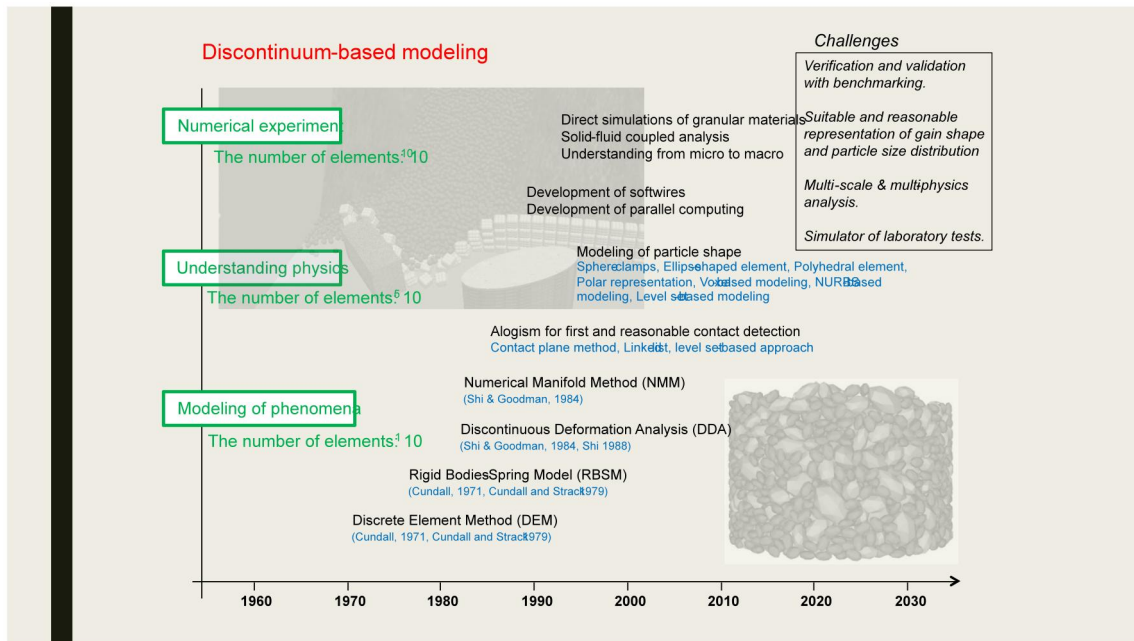 Discontinuum-based modeling
Challenges
Verification and validation
with benchmarking.
Suitable and reasonable
representation of gain shape
and particle size distribution
Multi-scale & multi-physics
analysis.
Simulator of laboratory tests.
Numerical experiment
The number of elements: 10^10
Direct simulations of granular materials
Solid-fluid coupled analysis
Understanding from micro to macro
Development of softwires
Development of parallel computing
Understanding physics
The number of elements: 10^6
Modeling of particle shape
Sphere-clamps, Ellipse-shaped element, Polyhedral element,
Polar representation, Voxel-based modeling, NURBS-based
modeling, Level set-based modeling
Alogism for first and reasonable contact detection
Contact plane method, Linked-list, level set-based approach
Modeling of phenomena
The number of elements: 10^1
Numerical Manifold Method (NMM)
(Shi & Goodman, 1984)
Discontinuous Deformation Analysis (DDA)
(Shi & Goodman, 1984, Shi 1988)
Rigid Bodies-Spring Model (RBSM)
(Cundall, 1971, Cundall and Strack 1979)
Discrete Element Method (DEM)
(Cundall, 1971, Cundall and Strack 1979)
1960 1970 1980 1990 2000 2010 2020 2030